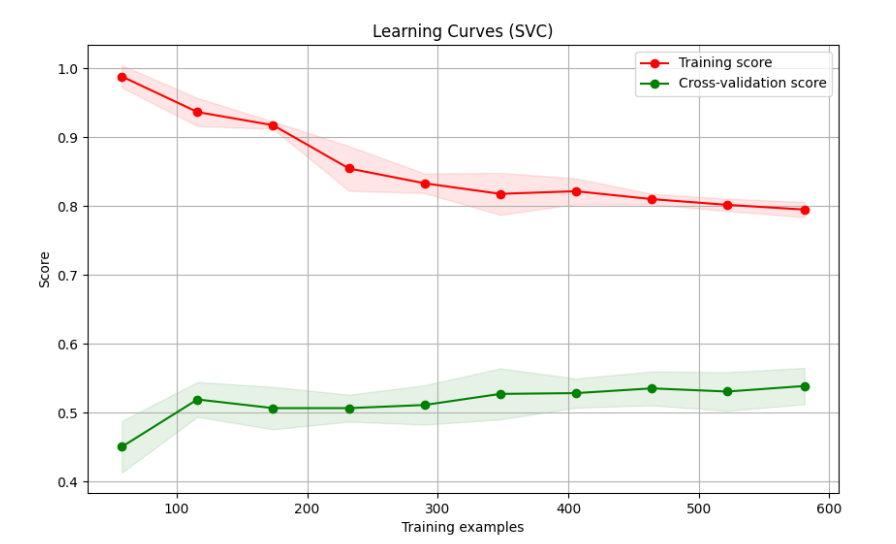 Learning Curves (SVC)
Training score
Cross-validation score
1.0
0.9
0.8
0.7
0.6
0.5
0.4
Score
100
200
300
400
500
600
Training examples